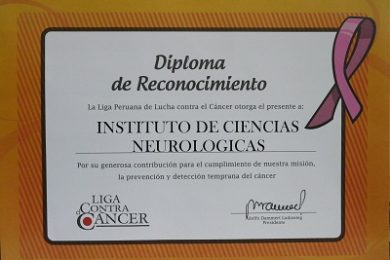 Diploma
de Reconocimiento
La Liga Peruana de Lucha contra el Cáncer otorga el presente a:
INSTITUTO DE CIENCIAS
NEUROLOGICAS
Por su generosa contribución para el cumplimiento de nuestra misión,
la prevención y detección temprana del cáncer
LIGA
CONTRA
CÁNCER
Dammert
Presidente